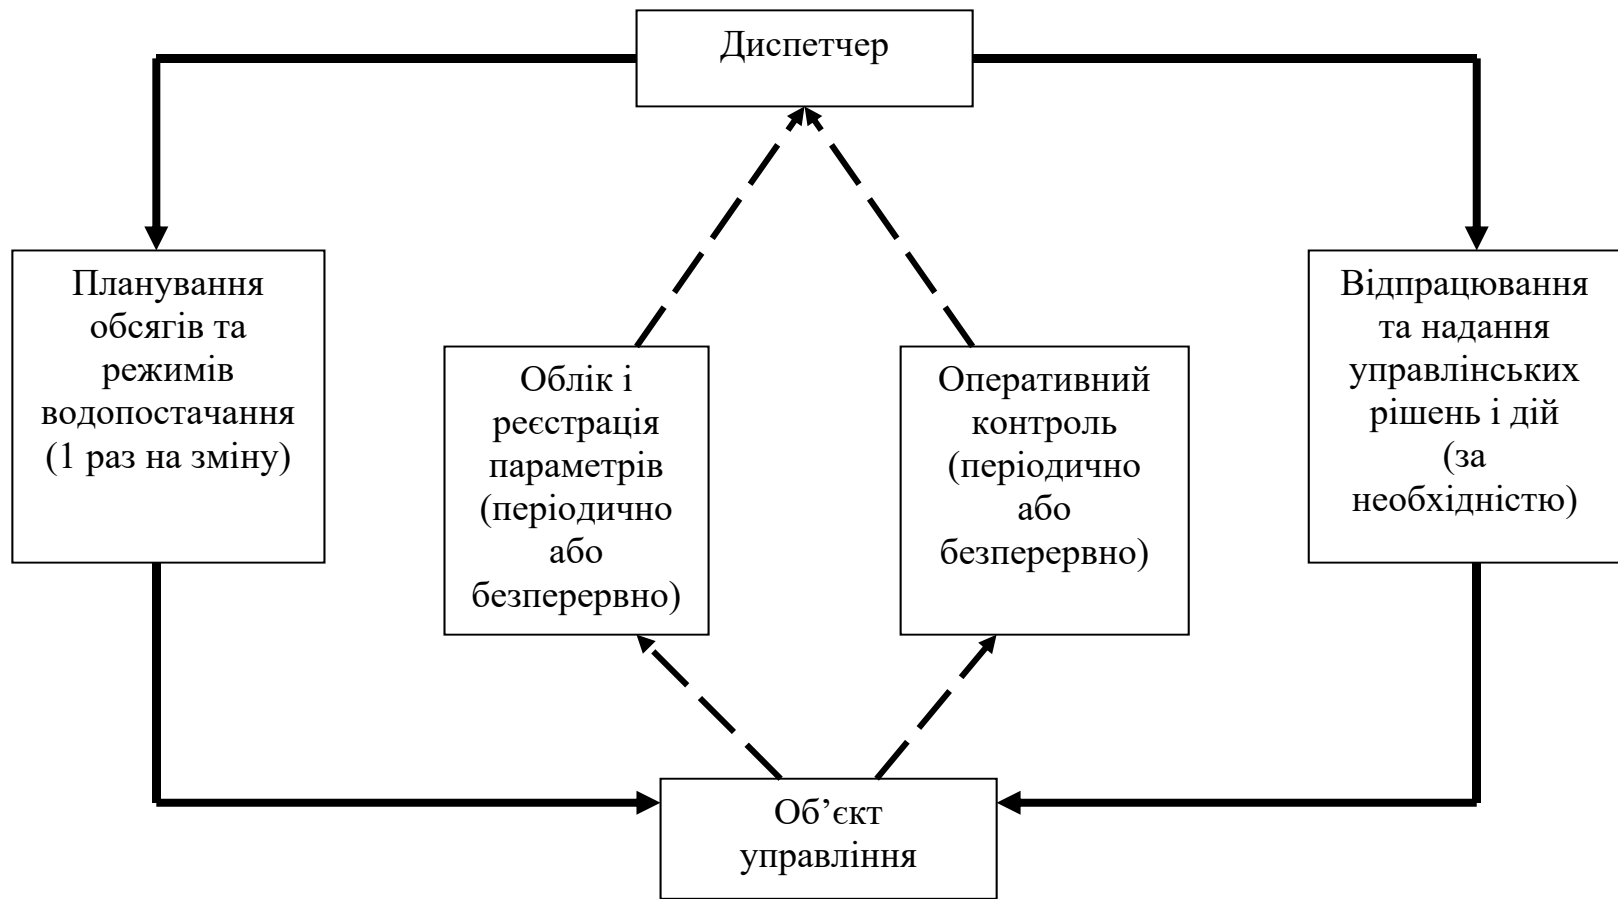 Диспетчер
Планування
обсягів та
режимів
водопостачання
(1 раз на зміну)
Облік і
реєстрація
параметрів
(періодично
або
безперервно)
Оперативний
контроль
(періодично
або
безперервно)
Відпрацювання
та надання
управлінських
рішень і дій
(за
необхідністю)
Об’єкт
управління